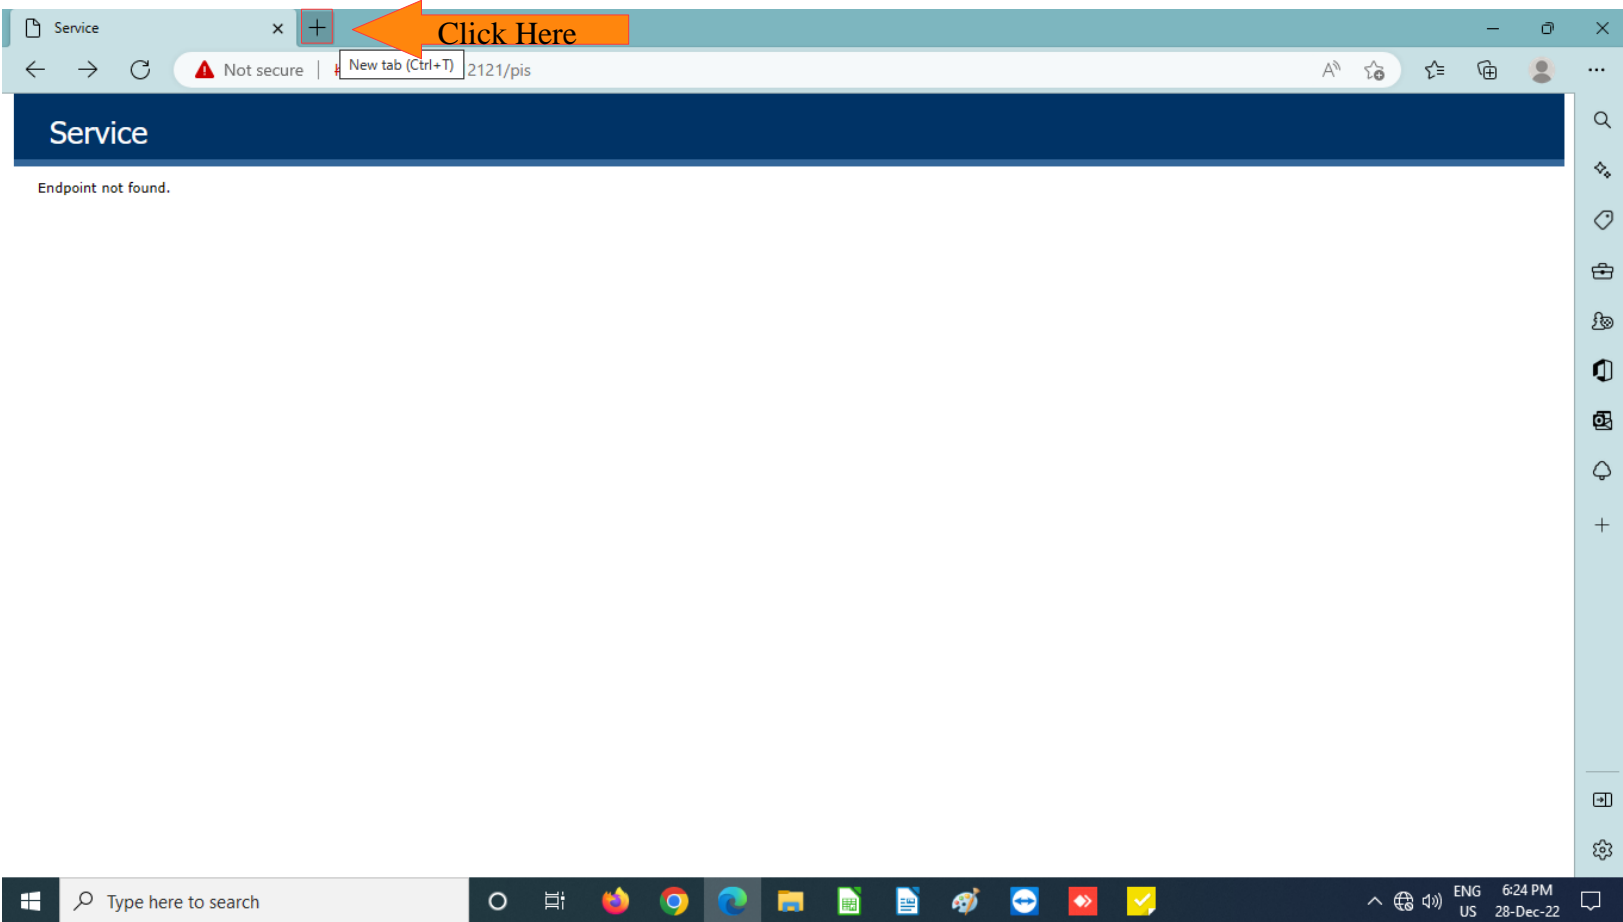 Service
Click Here
Not secure
New tab (Ctrl+T)
2121/pis
Service
Endpoint not found.
Type here to search
ENG
US
6:24 PM
28-Dec-22